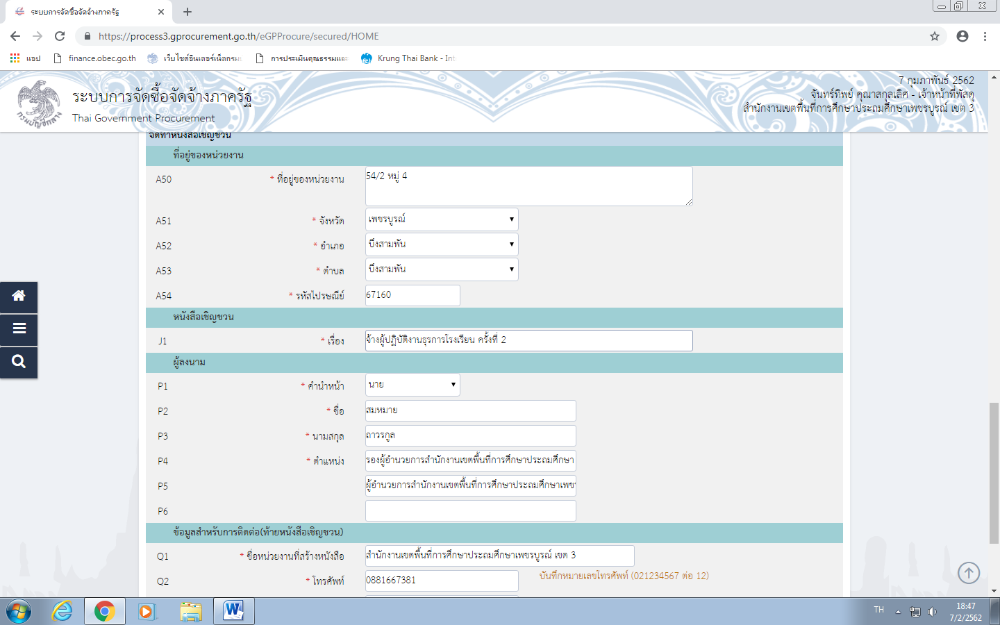 ระบบการจัดซื้อจัดจ้างภาครัฐ
https://process3.gprocurement.go.th/eGPProcure/secured/HOME
แอป
finance.obec.go.th
เว็บไซต์อินเตอร์เน็ตกรม
การประเมินคุณธรรมและ
Krung Thai Bank - Int
ระบบการจัดซื้อจัดจ้างภาครัฐ
Thai Government Procurement
7 กุมภาพันธ์ 2562
จันทร์ทิพย์ คุณาสกุลเลิศ - เจ้าหน้าที่พัสดุ
สำนักงานเขตพื้นที่การศึกษาประถมศึกษาเพชรบูรณ์ เขต 3
กรมบัญชีกลาง
จัดทำหนังสือเชิญชวน
ที่อยู่ของหน่วยงาน
A50 * ที่อยู่ของหน่วยงาน 54/2 หมู่ 4
A51 * จังหวัด เพชรบูรณ์
A52 * อำเภอ บึงสามพัน
A53 * ตำบล บึงสามพัน
A54 * รหัสไปรษณีย์ 67160
หนังสือเชิญชวน
J1 * เรื่อง จ้างผู้ปฏิบัติงานธุรการโรงเรียน ครั้งที่ 2
ผู้ลงนาม
P1 * คำนำหน้า นาย
P2 * ชื่อ สมหมาย
P3 * นามสกุล ถาวรกูล
P4 * ตำแหน่ง รองผู้อำนวยการสำนักงานเขตพื้นที่การศึกษาประถมศึกษา
P5 ผู้อำนวยการสำนักงานเขตพื้นที่การศึกษาประถมศึกษาเพชร
P6
ข้อมูลสำหรับการติดต่อ(ท้ายหนังสือเชิญชวน)
Q1 * ชื่อหน่วยงานที่สร้างหนังสือ สำนักงานเขตพื้นที่การศึกษาประถมศึกษาเพชรบูรณ์ เขต 3
Q2 * โทรศัพท์ 0881667381 บันทึกหมายเลขโทรศัพท์ (021234567 ต่อ 12)
TH
18:47
7/2/2562